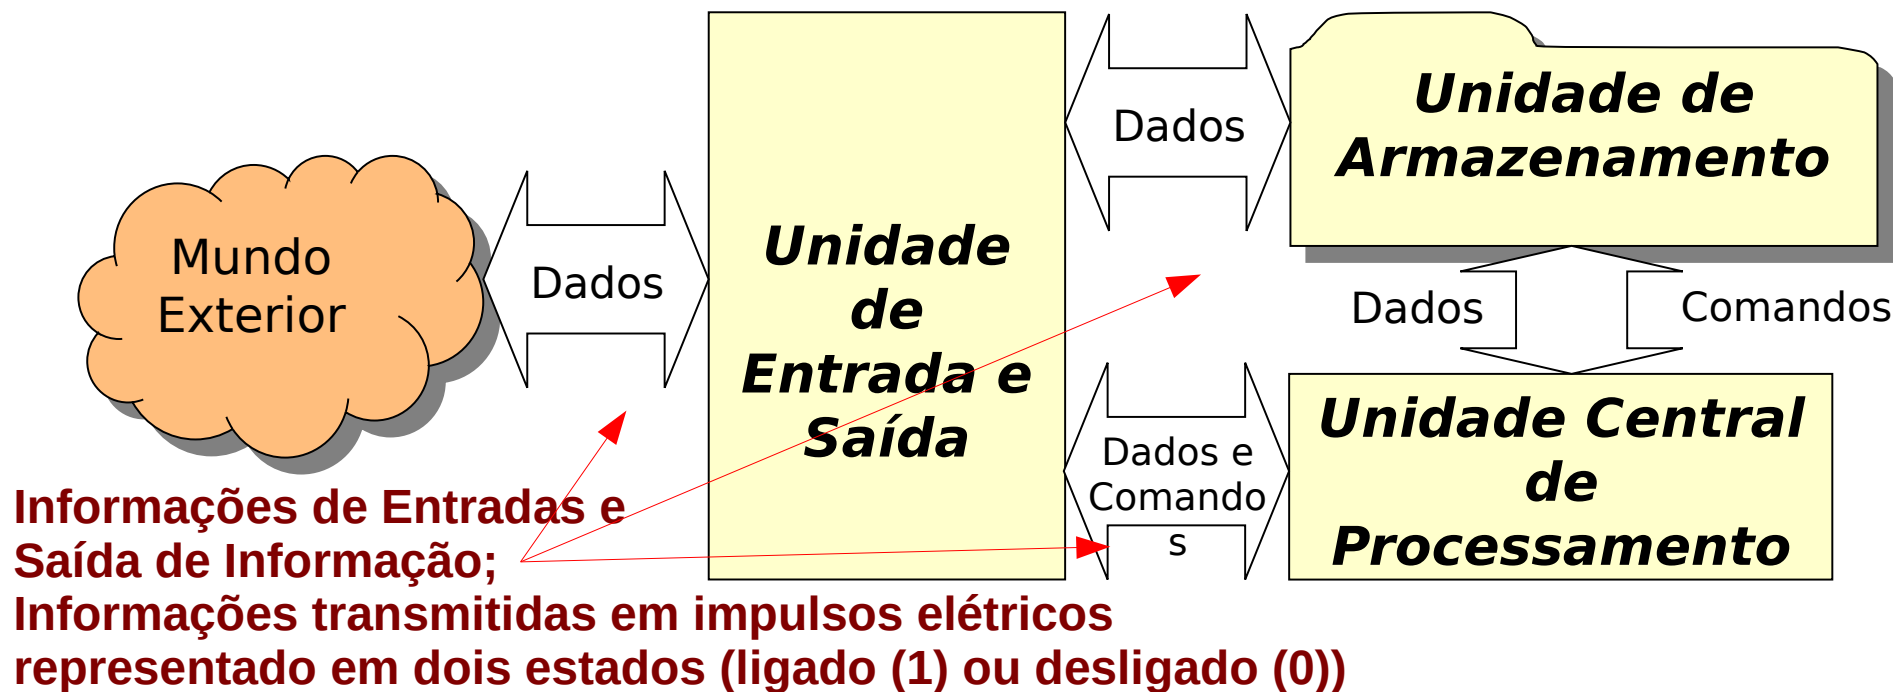 Mundo
Exterior
Dados
Unidade
de
Entrada e
Saída
Dados
Unidade de
Armazenamento
Dados
Comandos
Dados e
Comando
s
Unidade Central
de
Processamento
Informações de Entradas e
Saída de Informação;
Informações transmitidas em impulsos elétricos
representado em dois estados (ligado (1) ou desligado (0))